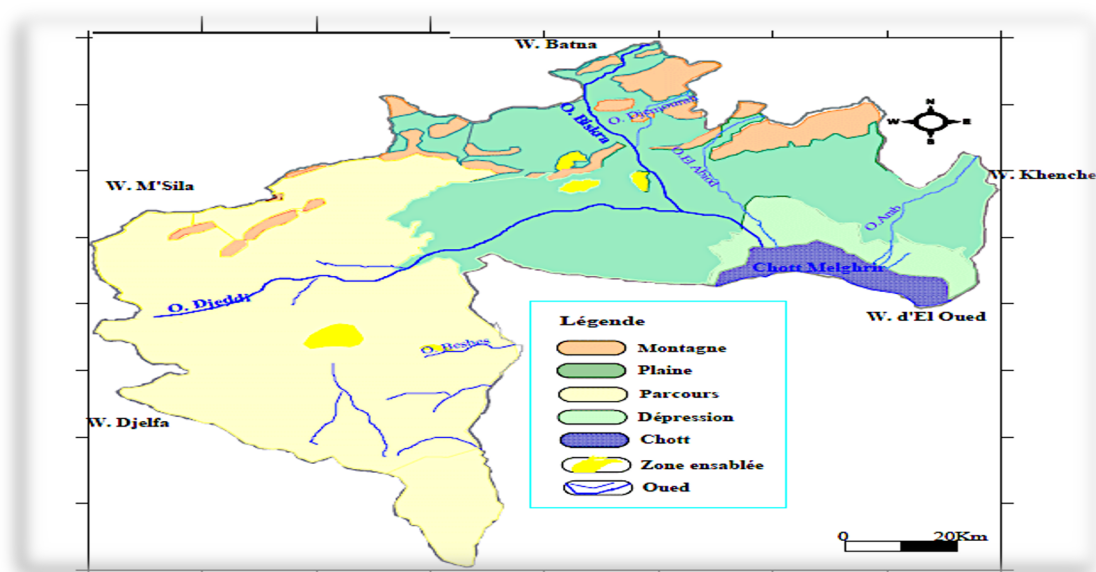 W. Batna
N
W E
S
O. Biskra
O. Djemourah
O.El Abiod
W. M'Sila
W. Khenche
O.Arab
Chott Melghrir
O. Djeddi
W. d'El Oued
Légende
Montagne
Plaine
Parcours
Dépression
Chott
Zone ensablée
Oued
O. Besbes
W. Djelfa
0 20Km